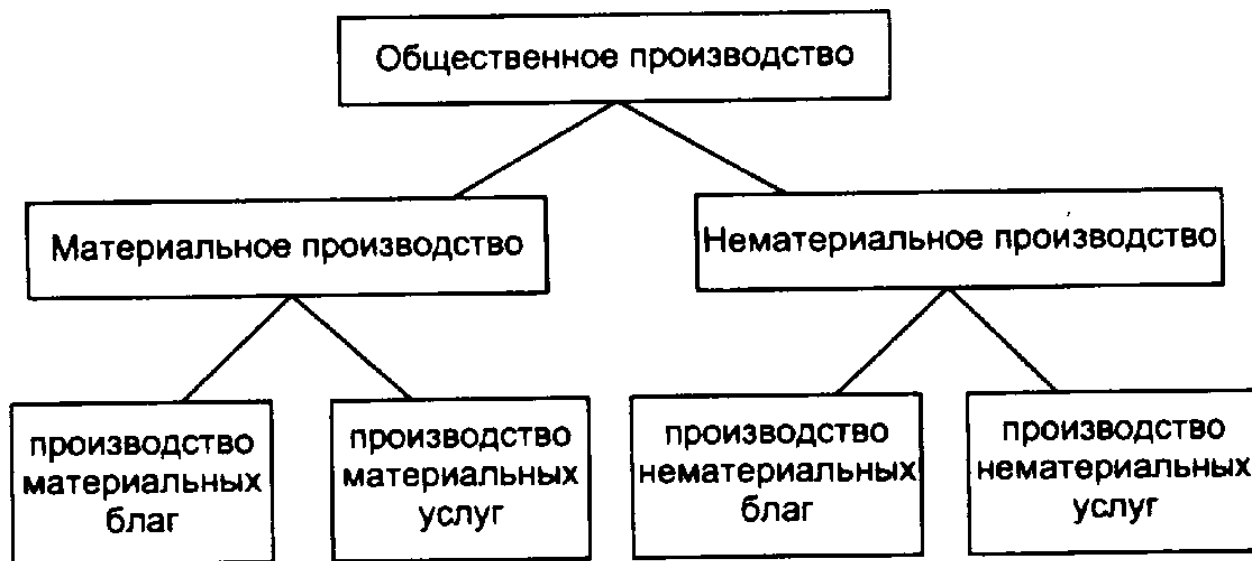 Общественное производство
Материальное производство
Нематериальное производство
производство
материальных
благ
производство
материальных
услуг
производство
нематериальных
благ
производство
нематериальных
услуг